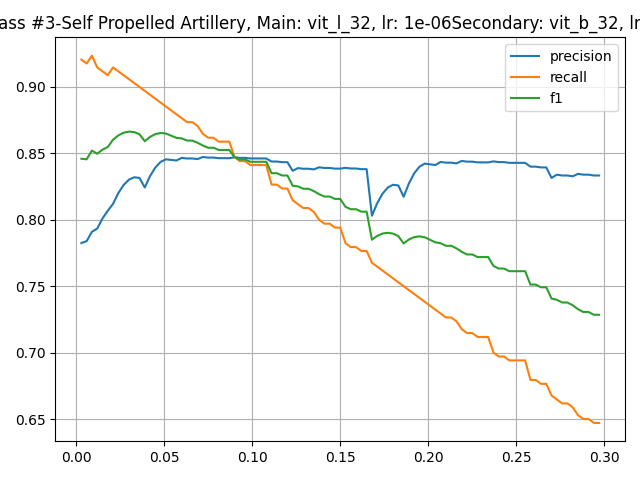 ass #3-Self Propelled Artillery, Main: vit_l_32, lr: 1e-06Secondary: vit_b_32, lr
precision
recall
f1
0.90
0.85
0.80
0.75
0.70
0.65
0.00 0.05 0.10 0.15 0.20 0.25 0.30